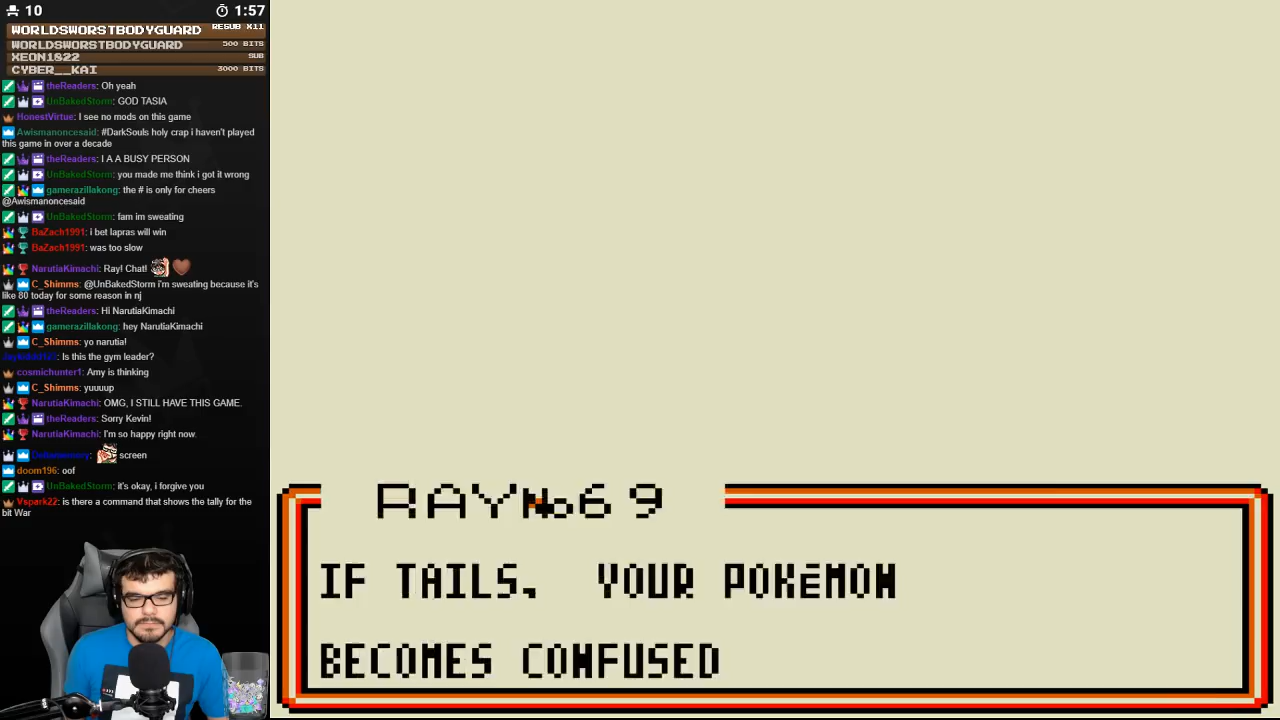 10
1:57
WORLDSWORSTBODYGUARD RESUB X11
WORLDSWORSTBODYGUARD 500 BITS
XEON1022 SUB
CYBER__KAI 3000 BITS
theReaders: Oh yeah
UnBakedStorm: GOD TASIA
HonestVirtue: I see no mods on this game
Awismanoncesaid: #DarkSouls holy crap i haven't played
this game in over a decade
theReaders: I A A BUSY PERSON
UnBakedStorm: you made me think i got it wrong
gamerazillakong: the # is only for cheers
@Awismanoncesaid
UnBakedStorm: fam im sweating
BaZach1991: i bet lapras will win
BaZach1991: was too slow
NarutiaKimachi: Ray! Chat!
C_Shimms: @UnBakedStorm i'm sweating because it's
like 80 today for some reason in nj
theReaders: Hi NarutiaKimachi
gamerazillakong: hey NarutiaKimachi
C_Shimms: yo narutia!
Is this the gym leader?
cosmichunter1: Amy is thinking
C_Shimms: yuuuup
NarutiaKimachi: OMG, I STILL HAVE THIS GAME.
theReaders: Sorry Kevin!
NarutiaKimachi: I'm so happy right now.
screen
doom196: oof
UnBakedStorm: it's okay, i forgive you
Vspark22: is there a command that shows the tally for the
bit War
RAY№69
IF TAILS, YOUR POKéMON
BECOMES CONFUSED